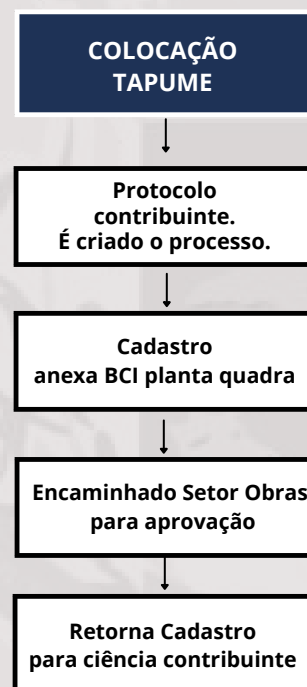 COLOCAÇÃO
TAPUME
Protocolo
contribuinte.
É criado o processo.
Cadastro
anexa BCI planta quadra
Encaminhado Setor Obras
para aprovação
Retorna Cadastro
para ciência contribuinte